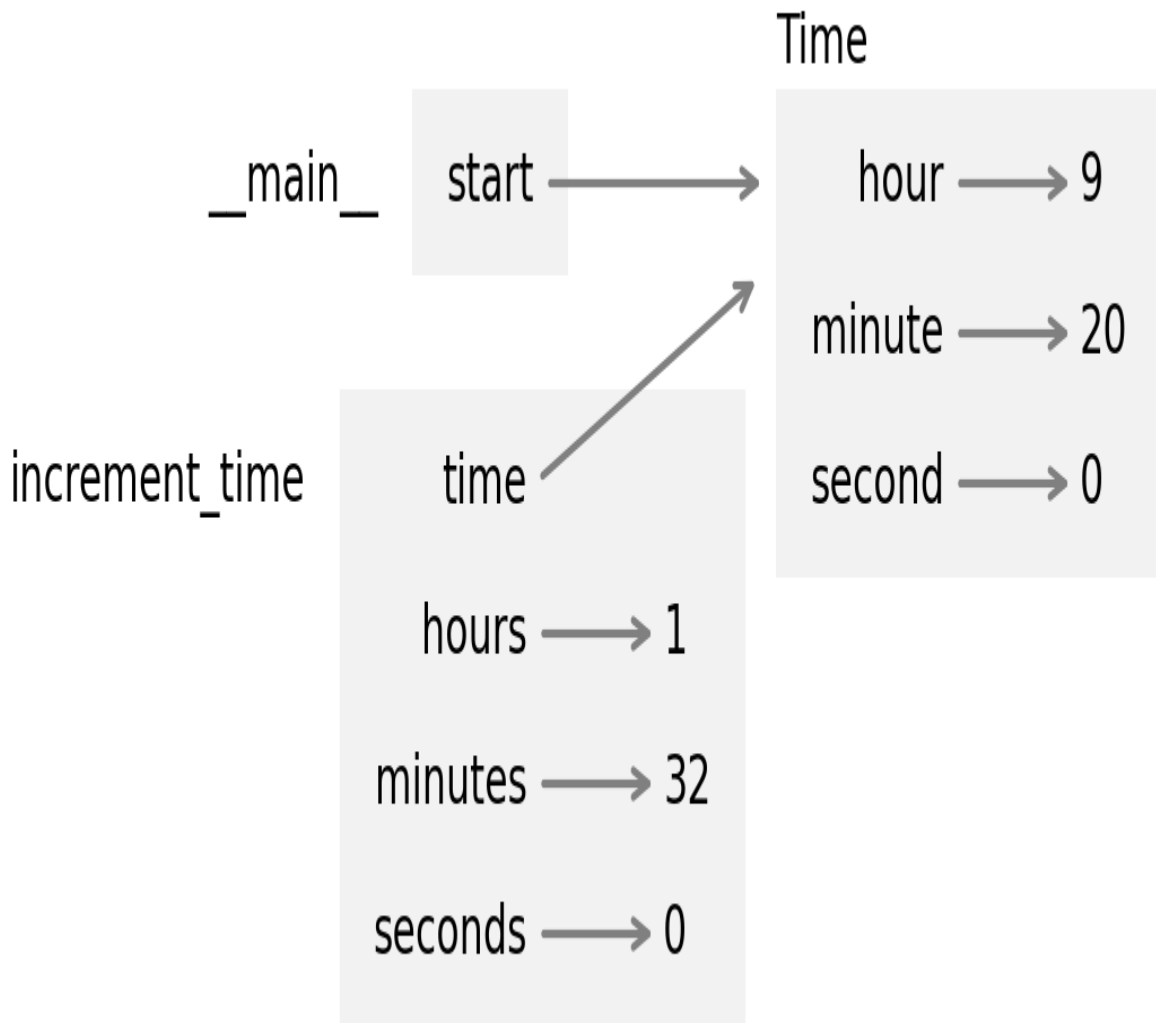 Time
__main__ start hour 9
minute 20
increment_time time second 0
hours 1
minutes 32
seconds 0